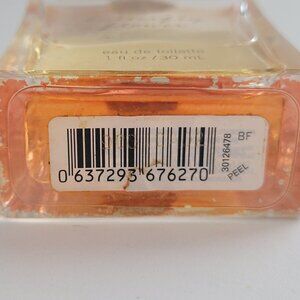 eau de toilette
1 fl oz / 30 mL
0 637293 676270
30126478
BF
PEEL